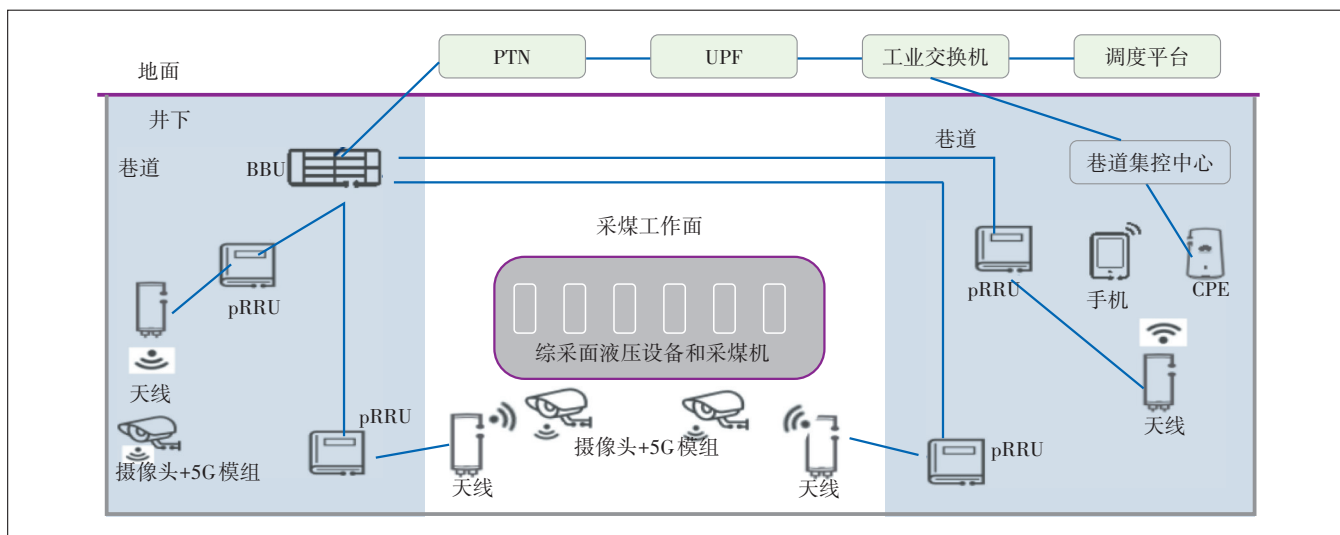 PTN
UPF
工业交换机
调度平台
地面
井下
巷道
BBU
巷道
巷道集控中心
采煤工作面
pRRU
pRRU
手机
CPE
综采面液压设备和采煤机
天线
pRRU
天线
摄像头+5G模组
摄像头+5G模组
pRRU
天线
天线